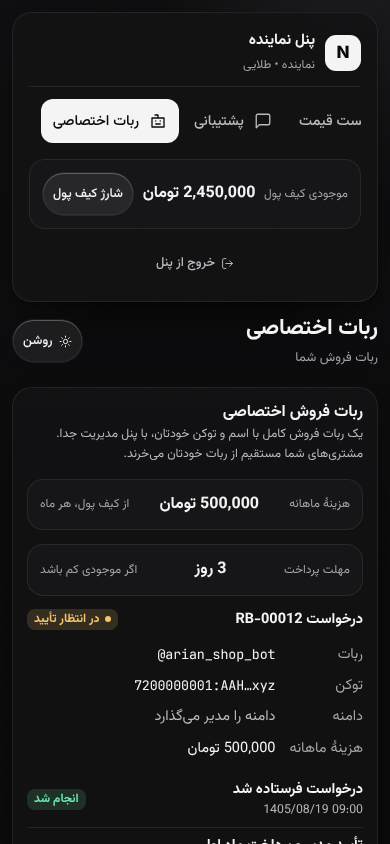 پنل نماینده
نماینده • طلایی
N
ست قیمت
پشتیبانی
ربات اختصاصی
موجودی کیف پول
2,450,000 تومان
شارژ کیف پول
خروج از پنل
ربات اختصاصی
ربات فروش شما
روشن
ربات فروش اختصاصی
یک ربات فروش کامل با اسم و توکن خودتان، با پنل مدیریت جدا.
مشتری‌های شما مستقیم از ربات خودتان می‌خرند.
هزینهٔ ماهانه
500,000 تومان
از کیف پول، هر ماه
مهلت پرداخت
3 روز
اگر موجودی کم باشد
درخواست RB-00012
در انتظار تأیید
ربات
@arian_shop_bot
توکن
7200000001:AAH…xyz
دامنه
دامنه را مدیر می‌گذارد
هزینهٔ ماهانه
500,000 تومان
درخواست فرستاده شد
1405/08/19 09:00
انجام شد